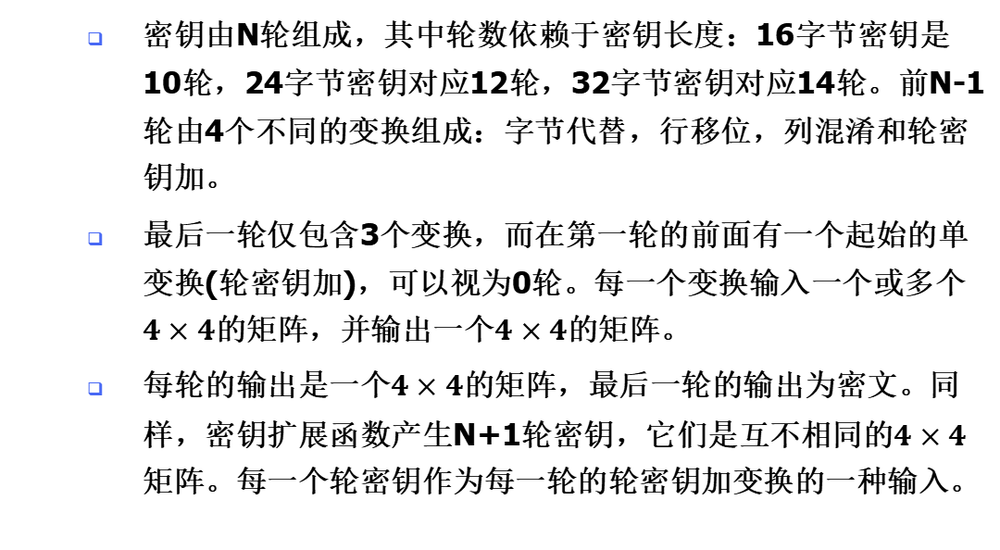 密钥由N轮组成，其中轮数依赖于密钥长度：16字节密钥是
10轮，24字节密钥对应12轮，32字节密钥对应14轮。前N-1
轮由4个不同的变换组成：字节代替，行移位，列混淆和轮密
钥加。
最后一轮仅包含3个变换，而在第一轮的前面有一个起始的单
变换(轮密钥加)，可以视为0轮。每一个变换输入一个或多个
4 × 4的矩阵，并输出一个4 × 4的矩阵。
每轮的输出是一个4 × 4的矩阵，最后一轮的输出为密文。同
样，密钥扩展函数产生N+1轮密钥，它们是互不相同的4 × 4
矩阵。每一个轮密钥作为每一轮的轮密钥加变换的一种输入。